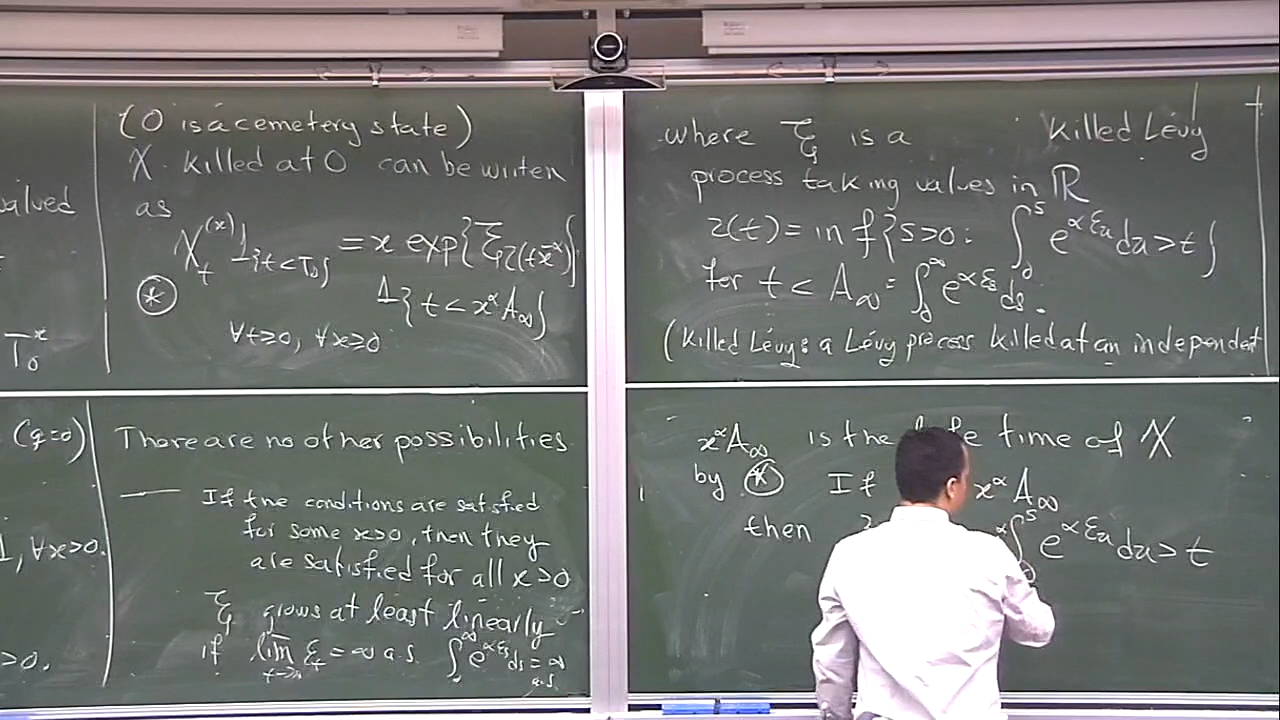 (0 is a cemetery state)
X killed at 0 can be writen
as
X_t^{(x)} 1_{\{t<T_0\}} = x exp{ξ_{τ(tx^{-α})}}
⊛ 1{t < x^α A_∞}
∀t≥0, ∀x≥0
valued
T_0^x
where ξ is a killed Lévy
process taking values in ℝ
τ(t) = inf{s>0: ∫_0^s e^{αξ_u} du > t}
for t < A_∞ = ∫_0^∞ e^{αξ_s} ds.
(Killed Lévy: a Lévy process killed at an independent
(q=0)
1, ∀x>0.
>0.
There are no other possibilities
— If the conditions are satisfied
for some x>0, then they
are satisfied for all x>0
ξ grows at least linearly
if lim_{t→∞} ξ_t = ∞ a.s. ∫_0^∞ e^{αξ_s} ds = ∞ a.s.
x^α A_∞ is the life time of X
by ⊛ If x^α A_∞
then ∫_0^s e^{αξ_u} du > t